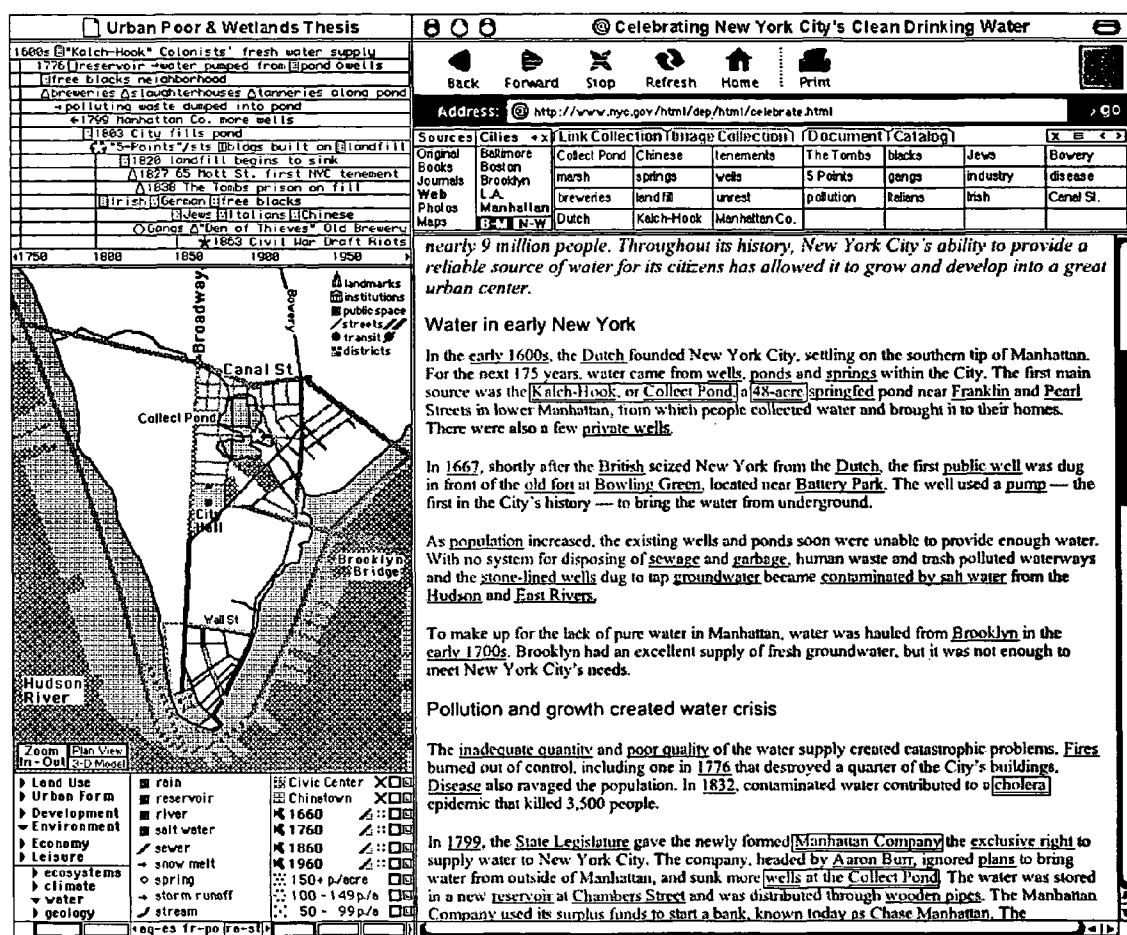 Urban Poor & Wetlands Thesis
1600s "Kalch-Hook" Colonists' fresh water supply
1776 reservoir →water pumped from pond wells
free blacks neighborhood
breweries slaughterhouses tanneries along pond
→polluting waste dumped into pond
←1799 Manhattan Co. more wells
1803 City fills pond
"5-Points"/sts bldgs built on landfill
1820 landfill begins to sink
1827 65 Mott St. first NYC tenement
1838 The Tombs prison on fill
Irish German free blacks
Jews Italians Chinese
Gangs "Den of Thieves" Old Brewery
1863 Civil War Draft Riots
1750 1800 1850 1900 1950
Broadway
Bowery
landmarks
institutions
public space
streets
transit
districts
Canal St
Collect Pond
City Hall
Brooklyn Bridge
Wall St
Hudson River
Zoom In-Out
Plan View
3-D Model
Land Use
Urban Form
Development
Environment
Economy
Leisure
ecosystems
climate
water
geology
rain
reservoir
river
salt water
sewer
snow melt
spring
storm runoff
stream
Civic Center
Chinetown
1660
1760
1860
1960
150+ p/acre
100 - 149 p/a
50 - 99 p/a
Celebrating New York City's Clean Drinking Water
Back Forward Stop Refresh Home Print
Address: http://www.nyc.gov/html/dep/html/celebrate.html go
Sources Cities Link Collection Image Collection Document Catalog
Original Books
Journals
Web
Photos
Maps
Baltimore
Boston
Brooklyn
L.A.
Manhattan
B-M N-W
Collect Pond Chinese tenements The Tombs blacks Jews Bowery
marsh springs wells 5 Points gangs industry disease
breweries landfill unrest pollution Italians Irish Canal St.
Dutch Kalch-Hook Manhattan Co.
nearly 9 million people. Throughout its history, New York City's ability to provide a
reliable source of water for its citizens has allowed it to grow and develop into a great
urban center.
Water in early New York
In the early 1600s, the Dutch founded New York City, settling on the southern tip of Manhattan.
For the next 175 years, water came from wells, ponds and springs within the City. The first main
source was the Kalch-Hook, or Collect Pond, a 48-acre springfed pond near Franklin and Pearl
Streets in lower Manhattan, from which people collected water and brought it to their homes.
There were also a few private wells.
In 1667, shortly after the British seized New York from the Dutch, the first public well was dug
in front of the old fort at Bowling Green, located near Battery Park. The well used a pump — the
first in the City's history — to bring the water from underground.
As population increased, the existing wells and ponds soon were unable to provide enough water.
With no system for disposing of sewage and garbage, human waste and trash polluted waterways
and the stone-lined wells dug to tap groundwater became contaminated by salt water from the
Hudson and East Rivers.
To make up for the lack of pure water in Manhattan, water was hauled from Brooklyn in the
early 1700s. Brooklyn had an excellent supply of fresh groundwater, but it was not enough to
meet New York City's needs.
Pollution and growth created water crisis
The inadequate quantity and poor quality of the water supply created catastrophic problems. Fires
burned out of control, including one in 1776 that destroyed a quarter of the City's buildings.
Disease also ravaged the population. In 1832, contaminated water contributed to a cholera
epidemic that killed 3,500 people.
In 1799, the State Legislature gave the newly formed Manhattan Company the exclusive right to
supply water to New York City. The company, headed by Aaron Burr, ignored plans to bring
water from outside of Manhattan, and sunk more wells at the Collect Pond. The water was stored
in a new reservoir at Chambers Street and was distributed through wooden pipes. The Manhattan
Company used its surplus funds to start a bank, known today as Chase Manhattan. The